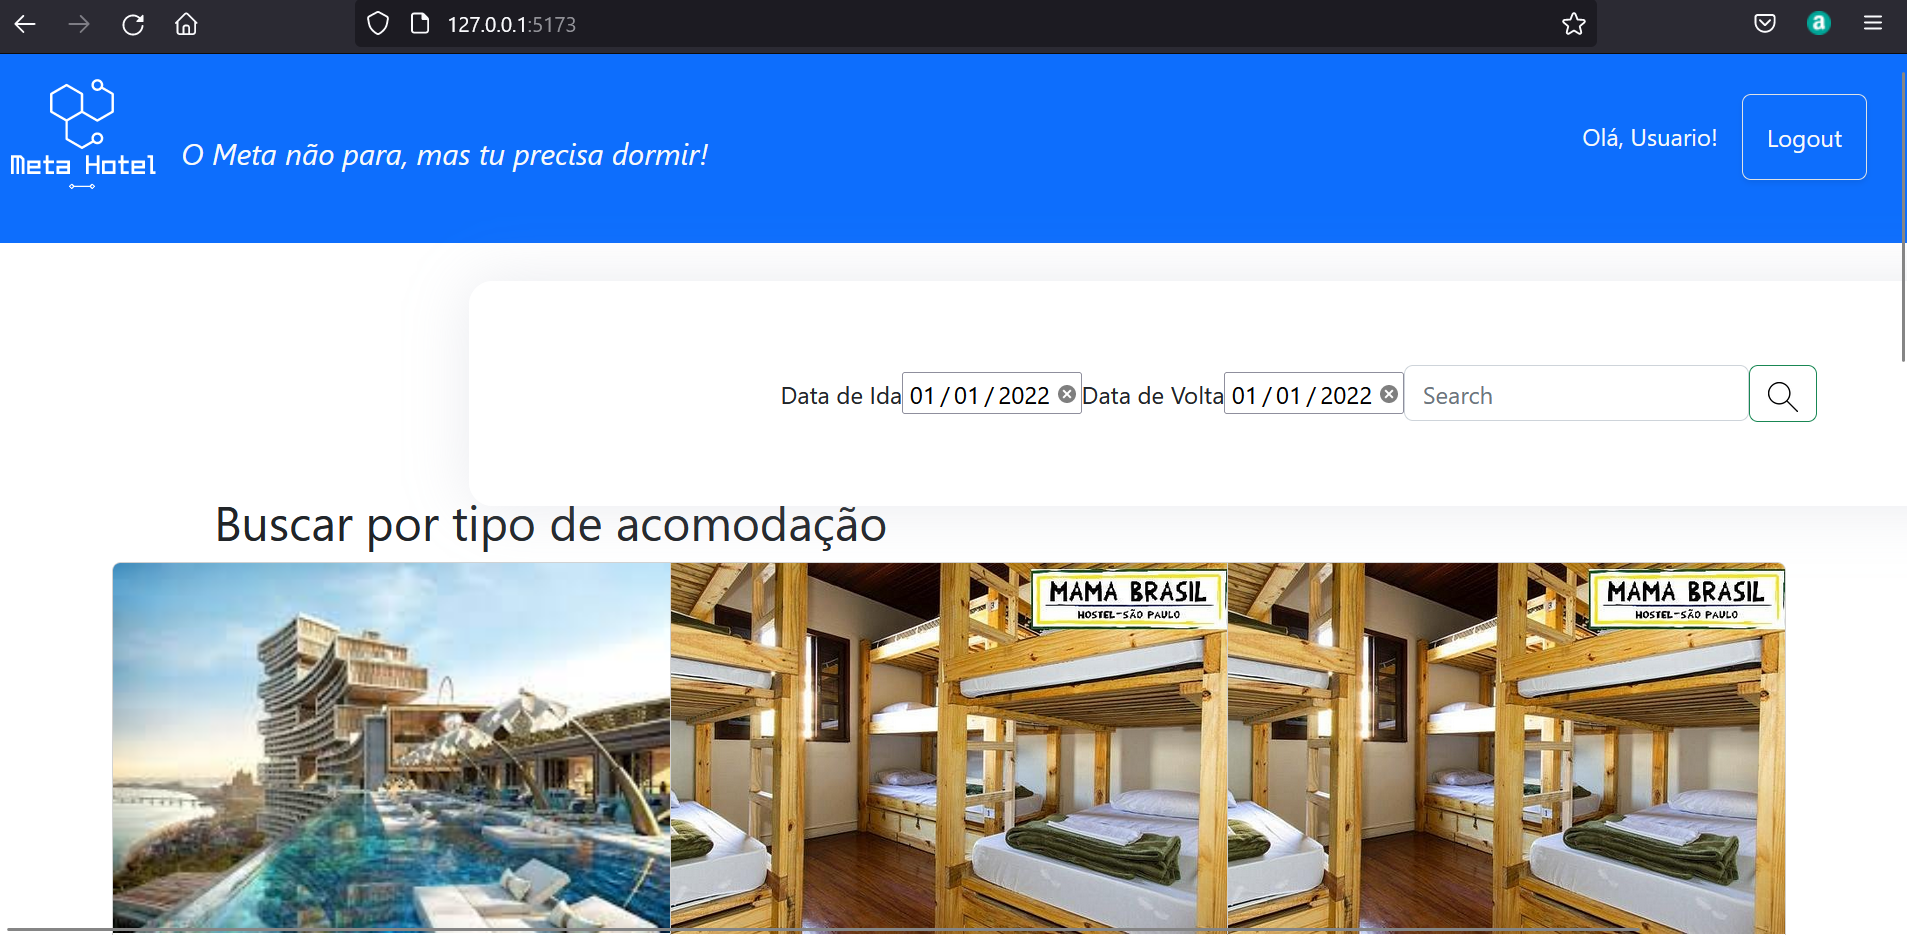 127.0.0.1:5173
Meta Hotel
O Meta não para, mas tu precisa dormir!
Olá, Usuario!
Logout
Data de Ida 01/01/2022 Data de Volta 01/01/2022 Search
Buscar por tipo de acomodação
MAMA BRASIL
HOSTEL-SÃO PAULO
MAMA BRASIL
HOSTEL-SÃO PAULO